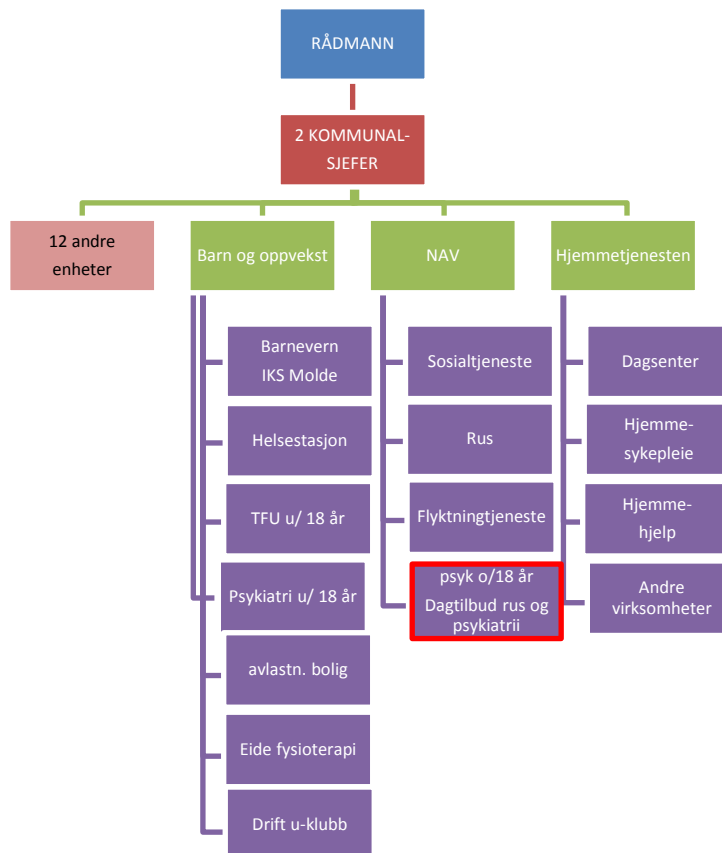 RÅDMANN
2 KOMMUNAL-
SJEFER
12 andre
enheter
Barn og oppvekst
NAV
Hjemmetjenesten
Barnevern
IKS Molde
Helsestasjon
TFU u/ 18 år
Psykiatri u/ 18 år
avlastn. bolig
Eide fysioterapi
Drift u-klubb
Sosialtjeneste
Rus
Flyktningtjeneste
psyk o/18 år
Dagtilbud rus og
psykiatrii
Dagsenter
Hjemme-
sykepleie
Hjemme-
hjelp
Andre
virksomheter